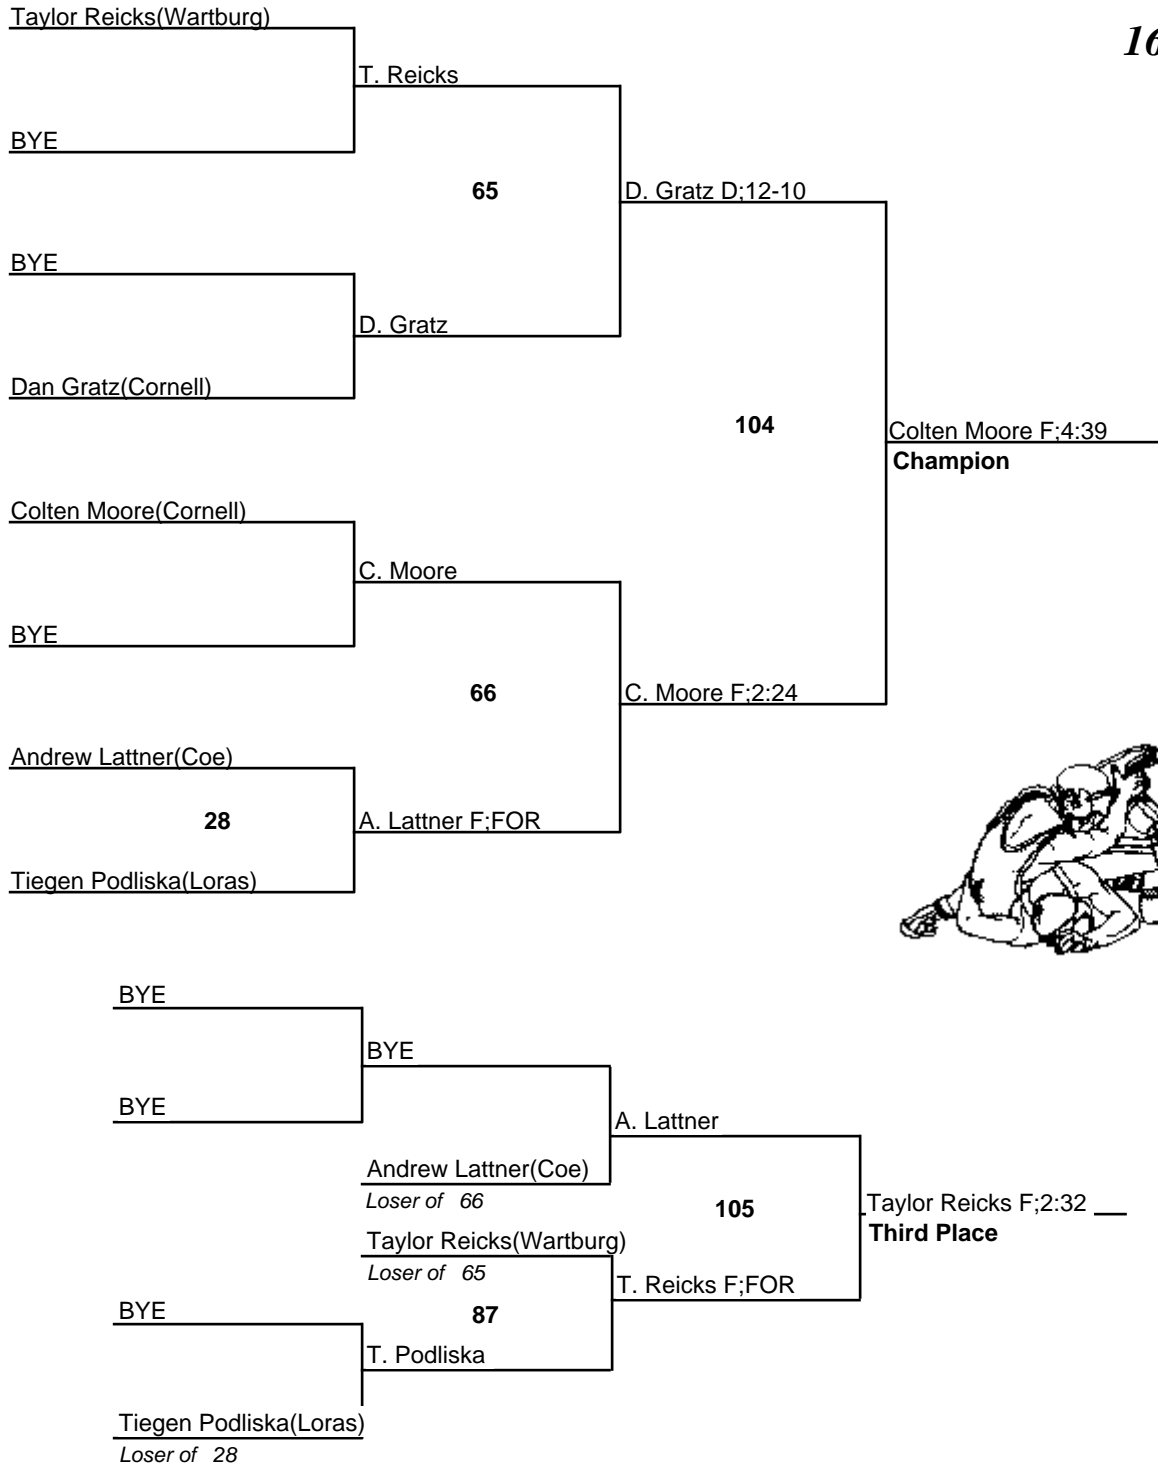 Taylor Reicks(Wartburg)
16
T. Reicks
BYE
65
D. Gratz D;12-10
BYE
D. Gratz
Dan Gratz(Cornell)
104
Colten Moore F;4:39
Champion
Colten Moore(Cornell)
C. Moore
BYE
66
C. Moore F;2:24
Andrew Lattner(Coe)
28
A. Lattner F;FOR
Tiegen Podliska(Loras)
BYE
BYE
BYE
A. Lattner
Andrew Lattner(Coe)
Loser of 66
105
Taylor Reicks F;2:32
Third Place
Taylor Reicks(Wartburg)
Loser of 65
T. Reicks F;FOR
BYE
87
T. Podliska
Tiegen Podliska(Loras)
Loser of 28